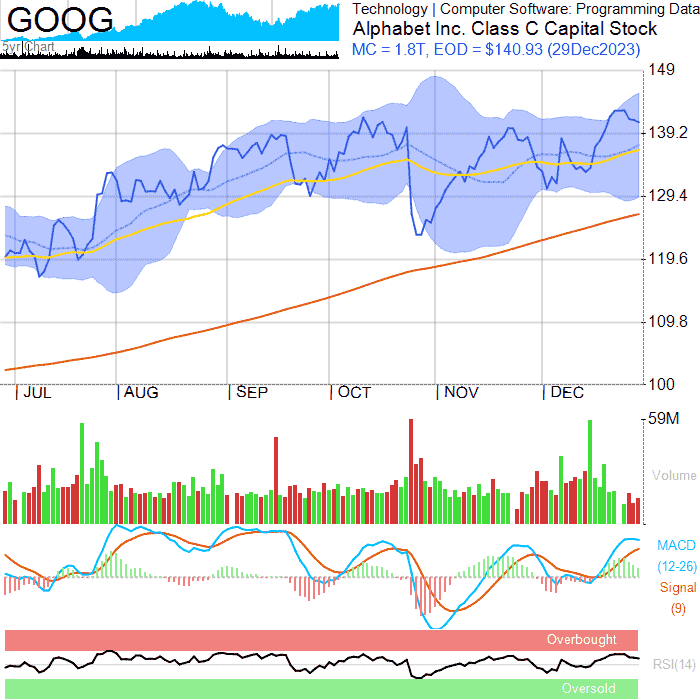 GOOG
5yr Chart
Technology | Computer Software: Programming Data
Alphabet Inc. Class C Capital Stock
MC = 1.8T, EOD = $140.93 (29Dec2023)
149
139.2
129.4
119.6
109.8
100
JUL AUG SEP OCT NOV DEC
59M
Volume
MACD
(12-26)
Signal
(9)
Overbought
RSI(14)
Oversold